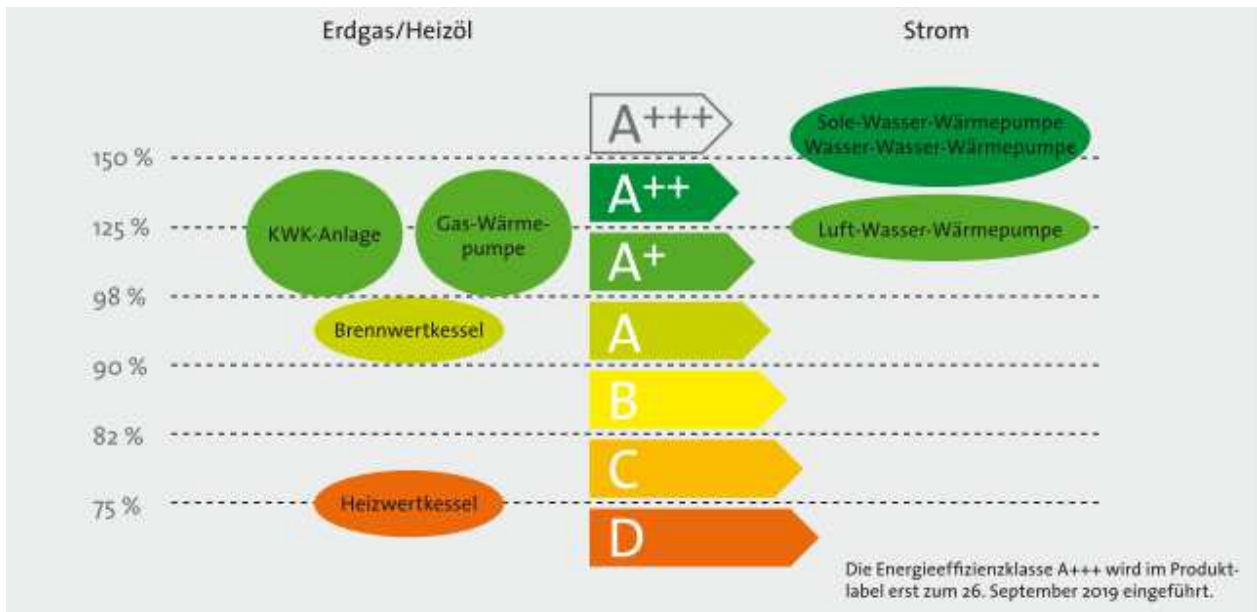 Erdgas/Heizöl
Strom
A+++
Sole-Wasser-Wärmepumpe
Wasser-Wasser-Wärmepumpe
150 %
A++
KWK-Anlage
Gas-Wärme-
pumpe
125 %
Luft-Wasser-Wärmepumpe
A+
98 %
Brennwertkessel
A
90 %
B
82 %
C
Heizwertkessel
75 %
D
Die Energieeffizienzklasse A+++ wird im Produkt-
label erst zum 26. September 2019 eingeführt.